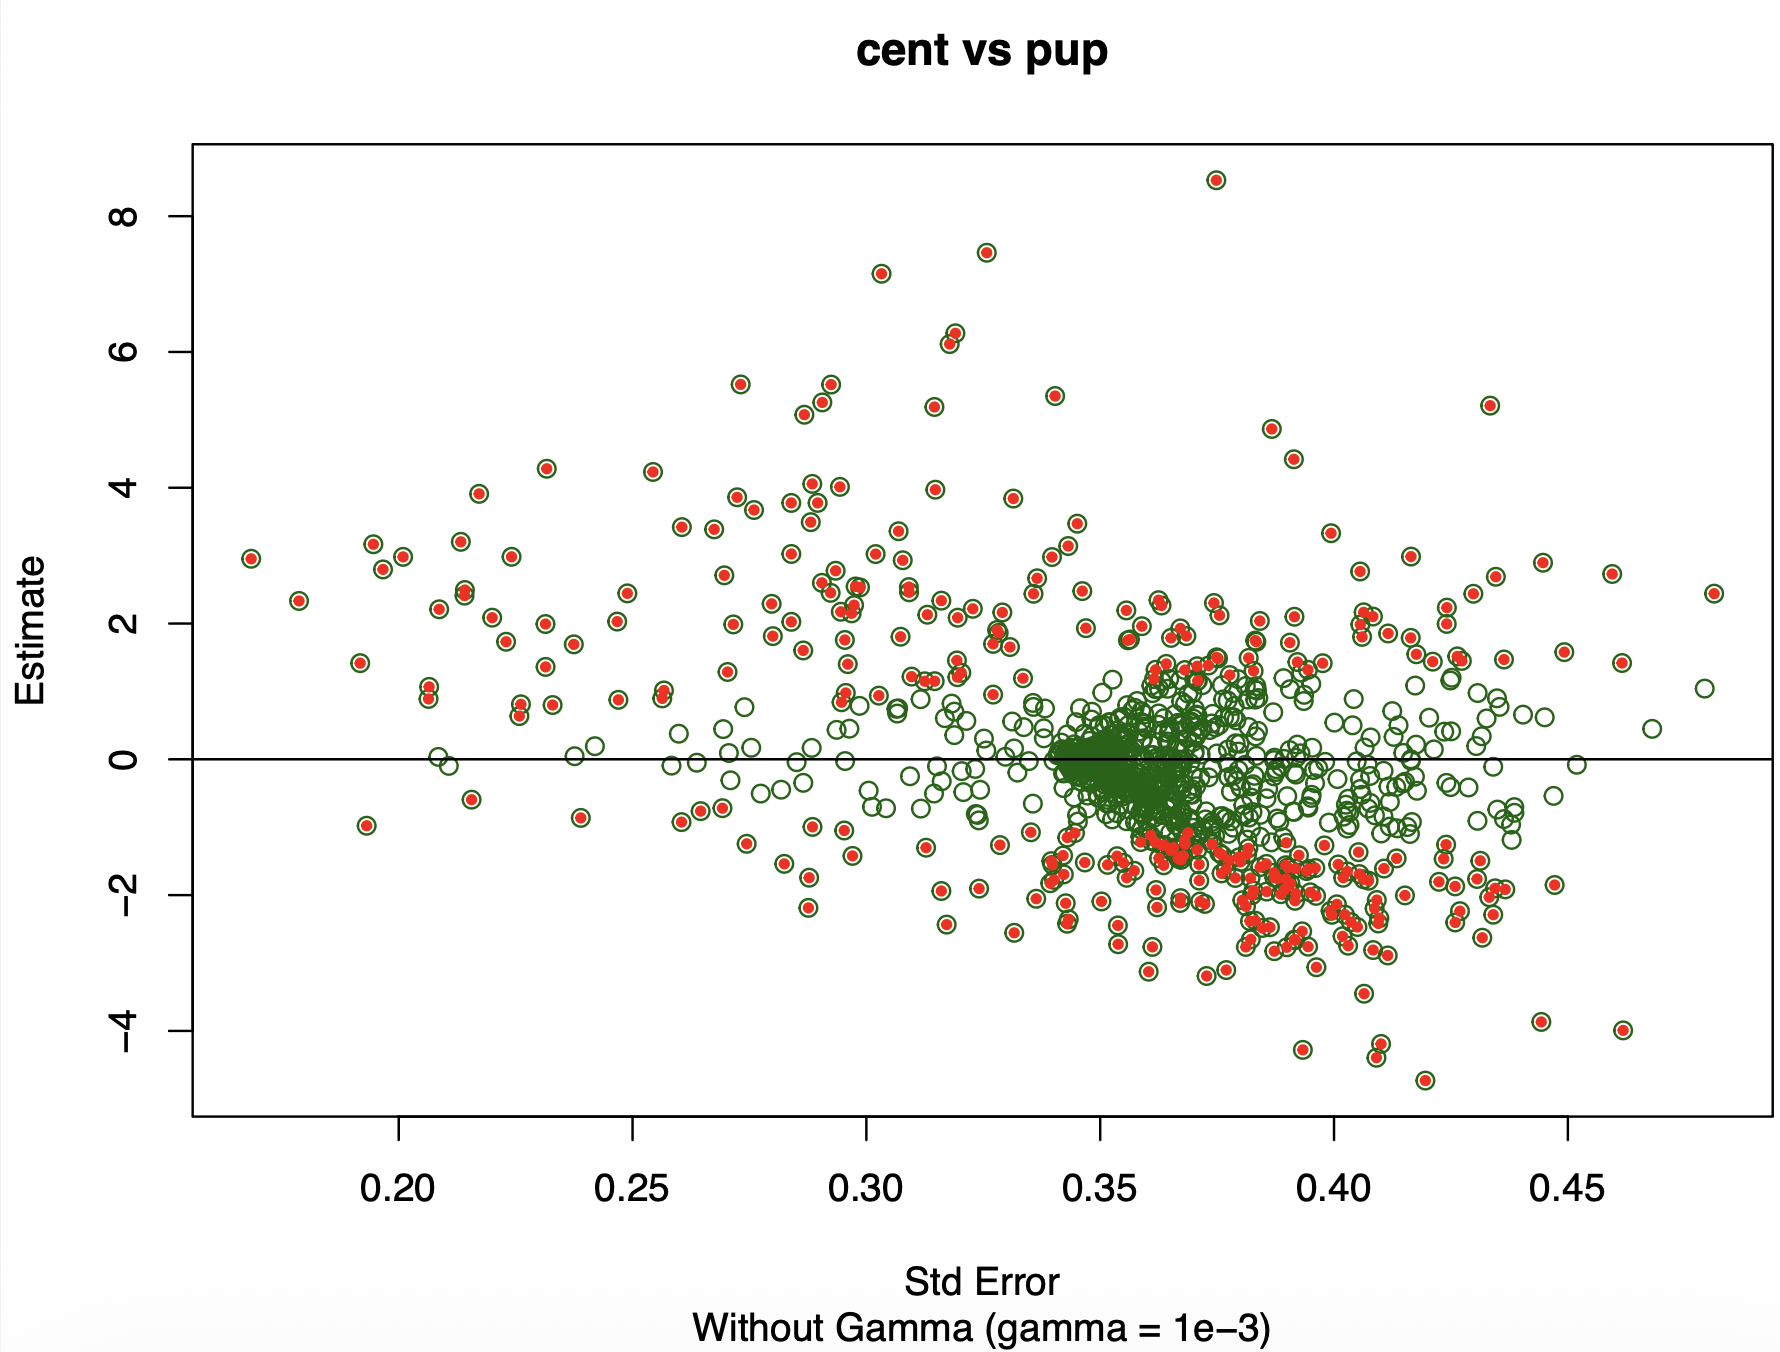 cent vs pup
Estimate
8
6
4
2
0
−2
−4
0.20 0.25 0.30 0.35 0.40 0.45
Std Error
Without Gamma (gamma = 1e−3)